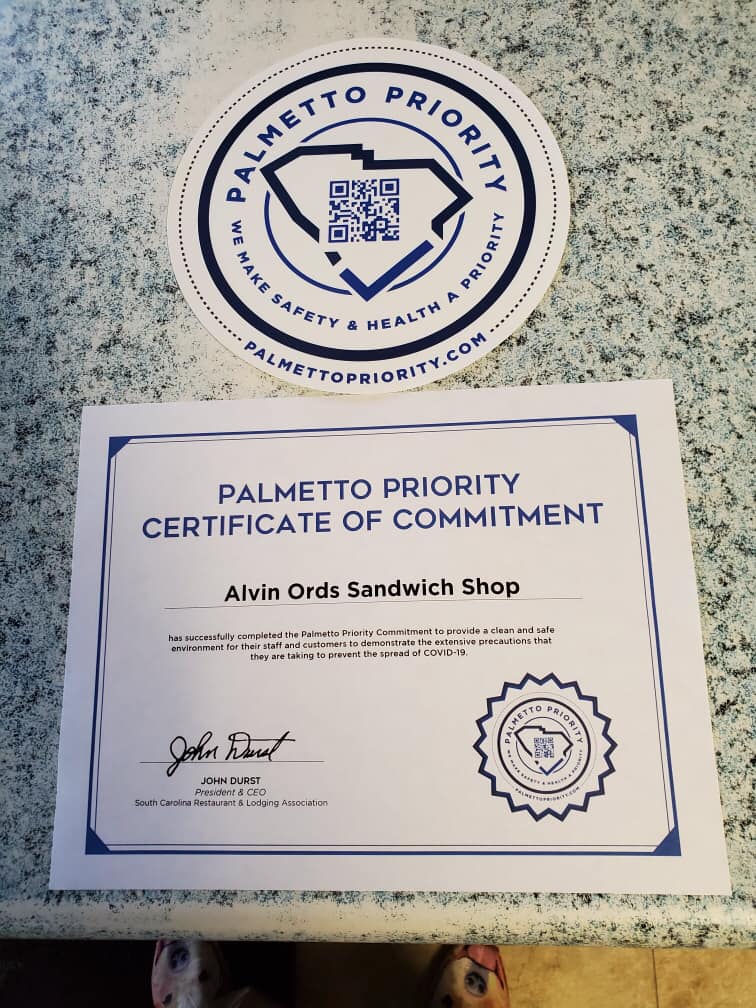 PALMETTO PRIORITY
WE MAKE SAFETY & HEALTH A PRIORITY
PALMETTOPRIORITY.COM
PALMETTO PRIORITY
CERTIFICATE OF COMMITMENT
Alvin Ords Sandwich Shop
has successfully completed the Palmetto Priority Commitment to provide a clean and safe
environment for their staff and customers to demonstrate the extensive precautions that
they are taking to prevent the spread of COVID-19.
John Durst
JOHN DURST
President & CEO
South Carolina Restaurant & Lodging Association
PALMETTO PRIORITY
WE MAKE SAFETY & HEALTH A PRIORITY
PALMETTOPRIORITY.COM